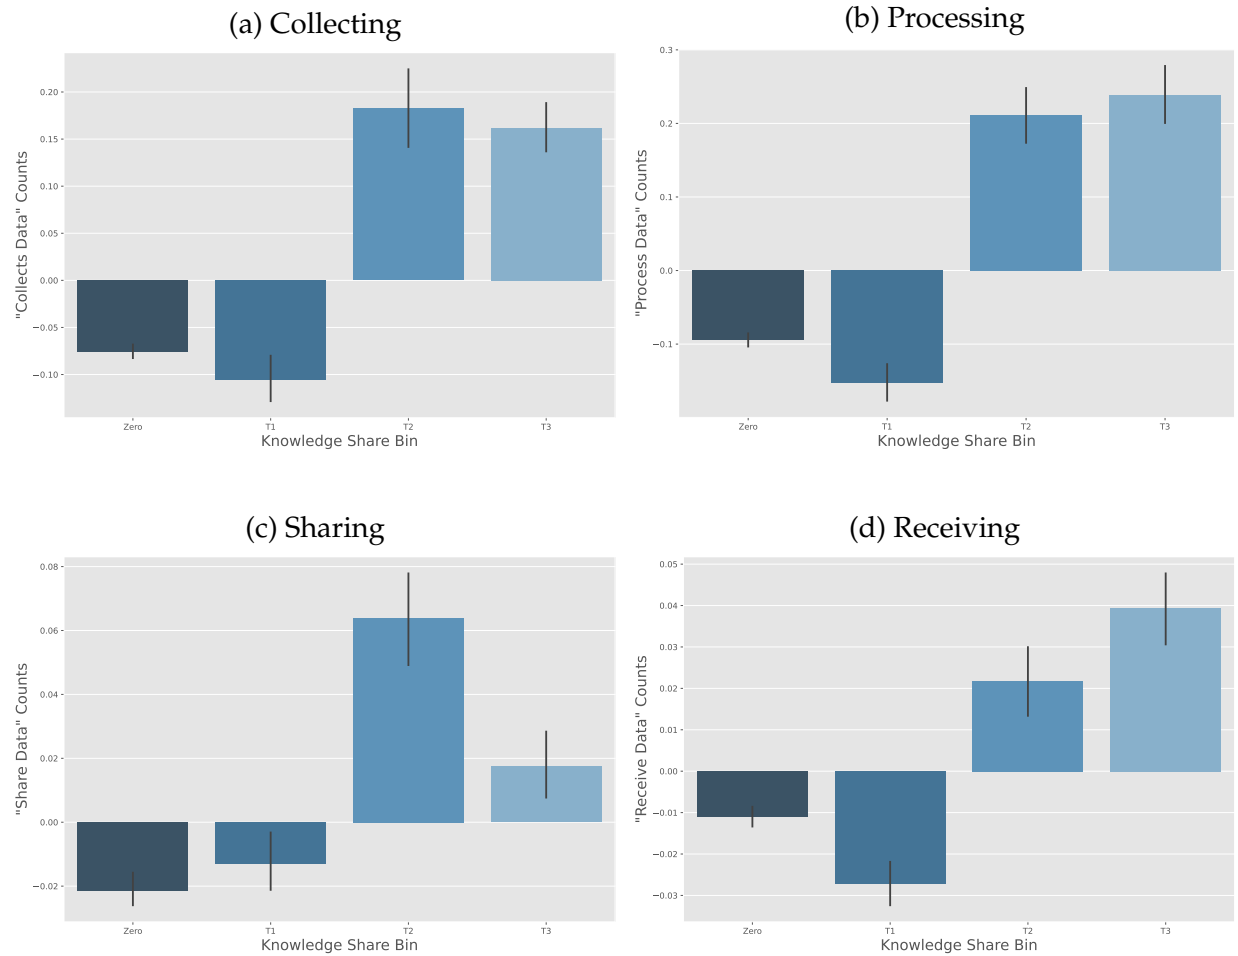 (a) Collecting
0.20
0.15
0.10
0.05
0.00
−0.05
−0.10
"Collects Data" Counts
Zero T1 T2 T3
Knowledge Share Bin
(b) Processing
0.3
0.2
0.1
0.0
−0.1
"Process Data" Counts
Zero T1 T2 T3
Knowledge Share Bin
(c) Sharing
0.08
0.06
0.04
0.02
0.00
−0.02
"Share Data" Counts
Zero T1 T2 T3
Knowledge Share Bin
(d) Receiving
0.05
0.04
0.03
0.02
0.01
0.00
−0.01
−0.02
−0.03
"Receive Data" Counts
Zero T1 T2 T3
Knowledge Share Bin